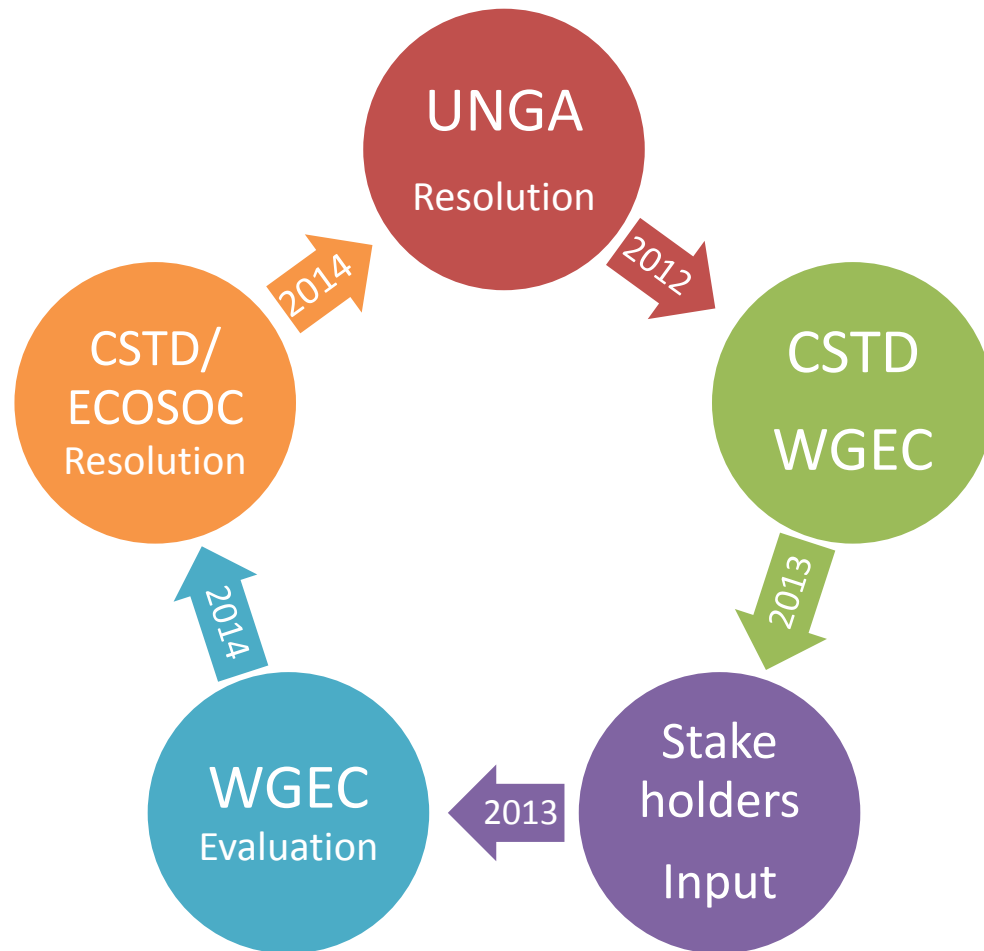 UNGA
Resolution
2012
CSTD
WGEC
2013
Stake
holders
Input
2013
WGEC
Evaluation
2014
CSTD/
ECOSOC
Resolution
2014